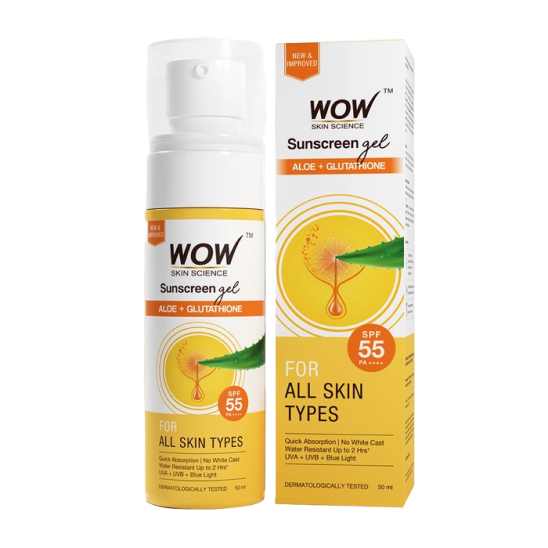 NEW &
IMPROVED
WOW™
SKIN SCIENCE
Sunscreen gel
ALOE + GLUTATHIONE
SPF
55
PA ++++
FOR
ALL SKIN TYPES
Quick Absorption | No White Cast
Water Resistant Up to 2 Hrs*
UVA + UVB + Blue Light
DERMATOLOGICALLY TESTED 50 ml
NEW &
IMPROVED
WOW™
SKIN SCIENCE
Sunscreen gel
ALOE + GLUTATHIONE
SPF
55
PA ++++
FOR
ALL SKIN
TYPES
Quick Absorption | No White Cast
Water Resistant Up to 2 Hrs*
UVA + UVB + Blue Light
DERMATOLOGICALLY TESTED 50 ml